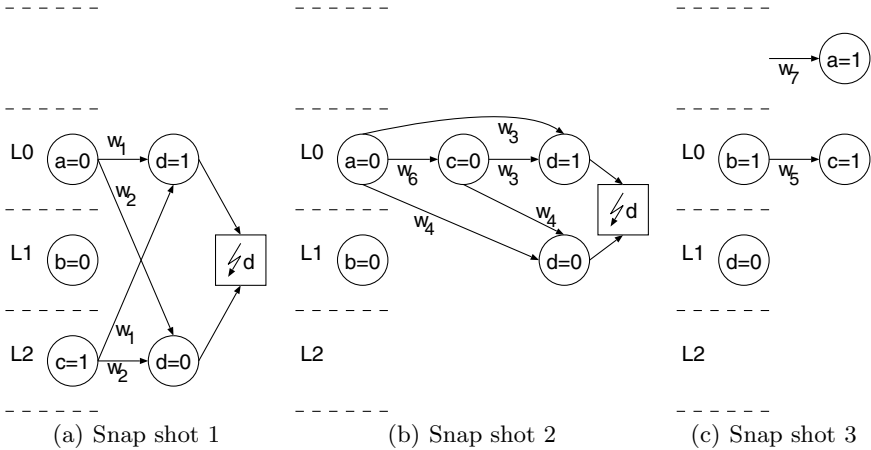 w7
a=1
L0
a=0
w1
d=1
w2
L1
b=0
d
L2
c=1
w1
w2
d=0
(a) Snap shot 1
L0
a=0
w3
w6
c=0
w3
d=1
w4
w4
d
L1
b=0
d=0
L2
(b) Snap shot 2
L0
b=1
w5
c=1
L1
d=0
L2
(c) Snap shot 3